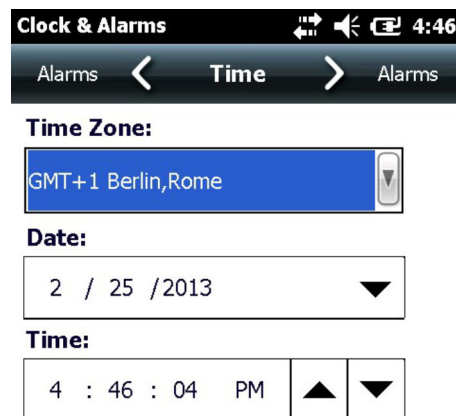 Clock & Alarms 4:46
Alarms Time Alarms
Time Zone:
GMT+1 Berlin,Rome
Date:
2 / 25 /2013
Time:
4 : 46 : 04 PM